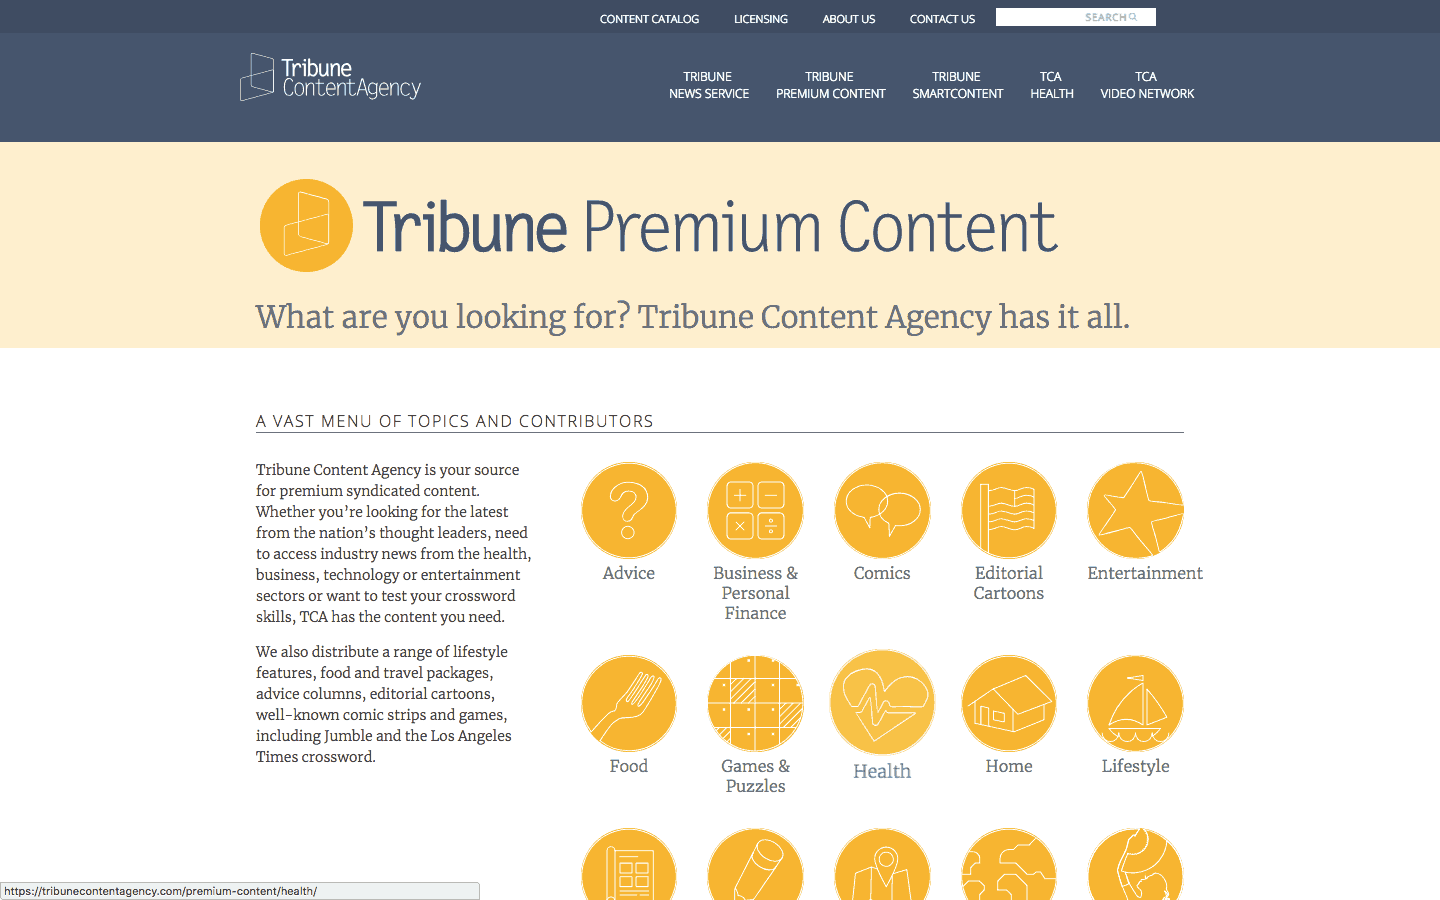 CONTENT CATALOG
LICENSING
ABOUT US
CONTACT US
SEARCH
Tribune
ContentAgency
TRIBUNE
NEWS SERVICE
TRIBUNE
PREMIUM CONTENT
TRIBUNE
SMARTCONTENT
TCA
HEALTH
TCA
VIDEO NETWORK
Tribune Premium Content
What are you looking for? Tribune Content Agency has it all.
A VAST MENU OF TOPICS AND CONTRIBUTORS
Tribune Content Agency is your source
for premium syndicated content.
Whether you’re looking for the latest
from the nation’s thought leaders, need
to access industry news from the health,
business, technology or entertainment
sectors or want to test your crossword
skills, TCA has the content you need.
We also distribute a range of lifestyle
features, food and travel packages,
advice columns, editorial cartoons,
well-known comic strips and games,
including Jumble and the Los Angeles
Times crossword.
Advice
Business &
Personal
Finance
Comics
Editorial
Cartoons
Entertainment
Food
Games &
Puzzles
Health
Home
Lifestyle
https://tribunecontentagency.com/premium-content/health/